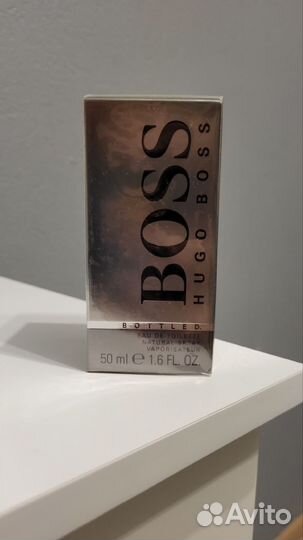 BOSS
HUGO BOSS
BOTTLED.
EAU DE TOILETTE
NATURAL SPRAY
VAPORISATEUR
50 ml ℮ 1.6 FL. OZ.
Avito